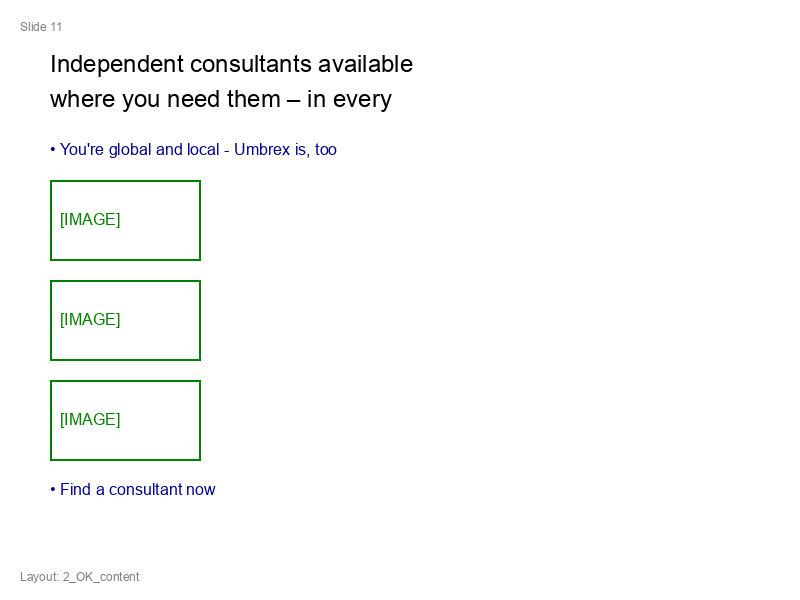 Slide 11
Independent consultants available
where you need them – in every
• You're global and local - Umbrex is, too
[IMAGE]
[IMAGE]
[IMAGE]
• Find a consultant now
Layout: 2_OK_content